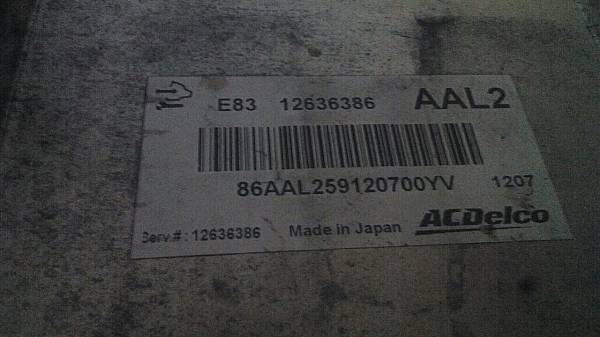 E83 12636386 AAL2
86AAL259120700YV 1207
Serv.#: 12636386 Made in Japan ACDelco